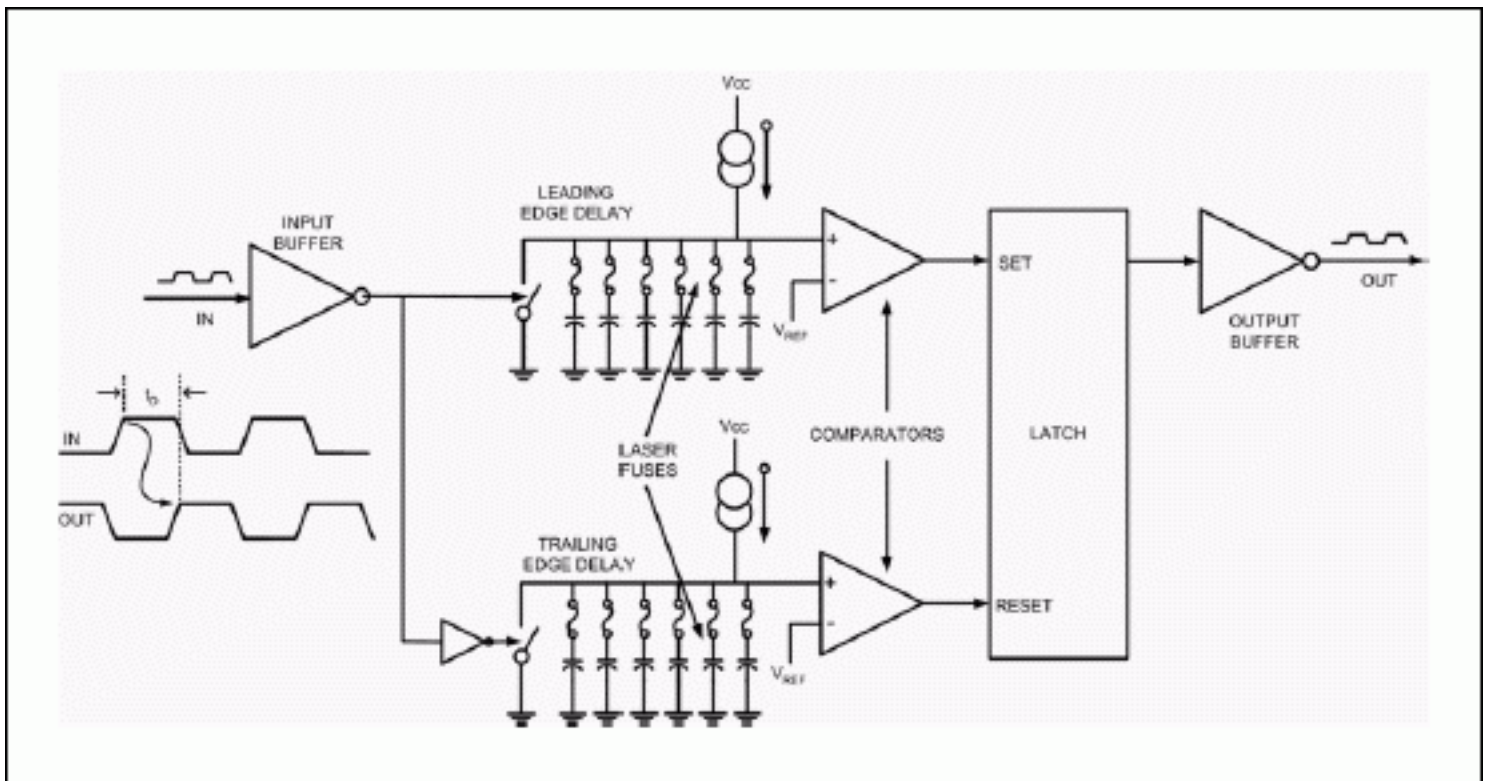 Vcc
LEADING
EDGE DELAY
INPUT
BUFFER
IN
+
-
VREF
SET
OUT
OUTPUT
BUFFER
tD
IN
OUT
LASER
FUSES
Vcc
COMPARATORS
LATCH
TRAILING
EDGE DELAY
+
-
VREF
RESET